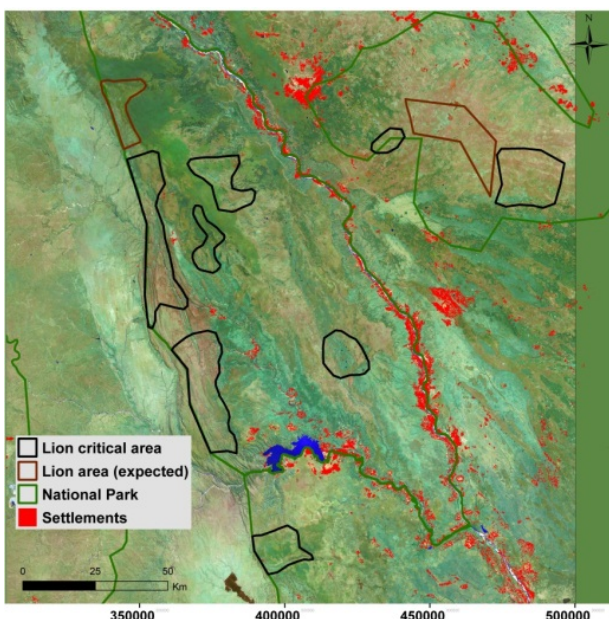 N
Lion critical area
Lion area (expected)
National Park
Settlements
0 25 50
Km
350000 400000 450000 500000